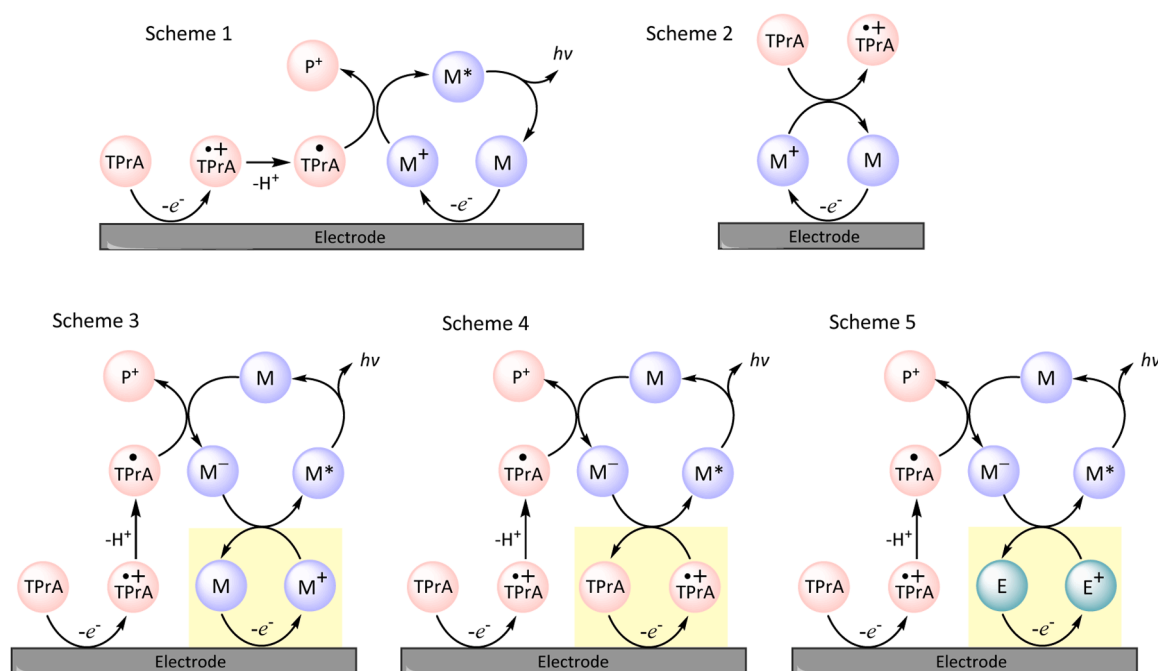 Scheme 1
Scheme 2
P⁺
M*
hν
TPrA
•+
TPrA
TPrA
•+
TPrA
-H⁺
•
TPrA
M⁺
M
M⁺
M
-e⁻
-e⁻
-e⁻
Electrode
Electrode
Scheme 3
Scheme 4
Scheme 5
P⁺
M
hν
P⁺
M
hν
P⁺
M
hν
•
TPrA
M⁻
M*
•
TPrA
M⁻
M*
•
TPrA
M⁻
M*
-H⁺
-H⁺
-H⁺
TPrA
•+
TPrA
M
M⁺
TPrA
•+
TPrA
TPrA
•+
TPrA
TPrA
•+
TPrA
E
E⁺
-e⁻
-e⁻
-e⁻
-e⁻
-e⁻
-e⁻
Electrode
Electrode
Electrode